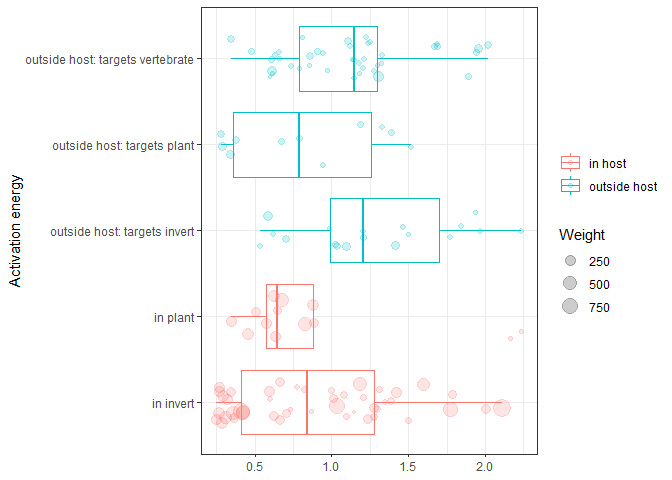 Activation energy
outside host: targets vertebrate
outside host: targets plant
outside host: targets invert
in plant
in invert
0.5
1.0
1.5
2.0
in host
outside host
Weight
250
500
750